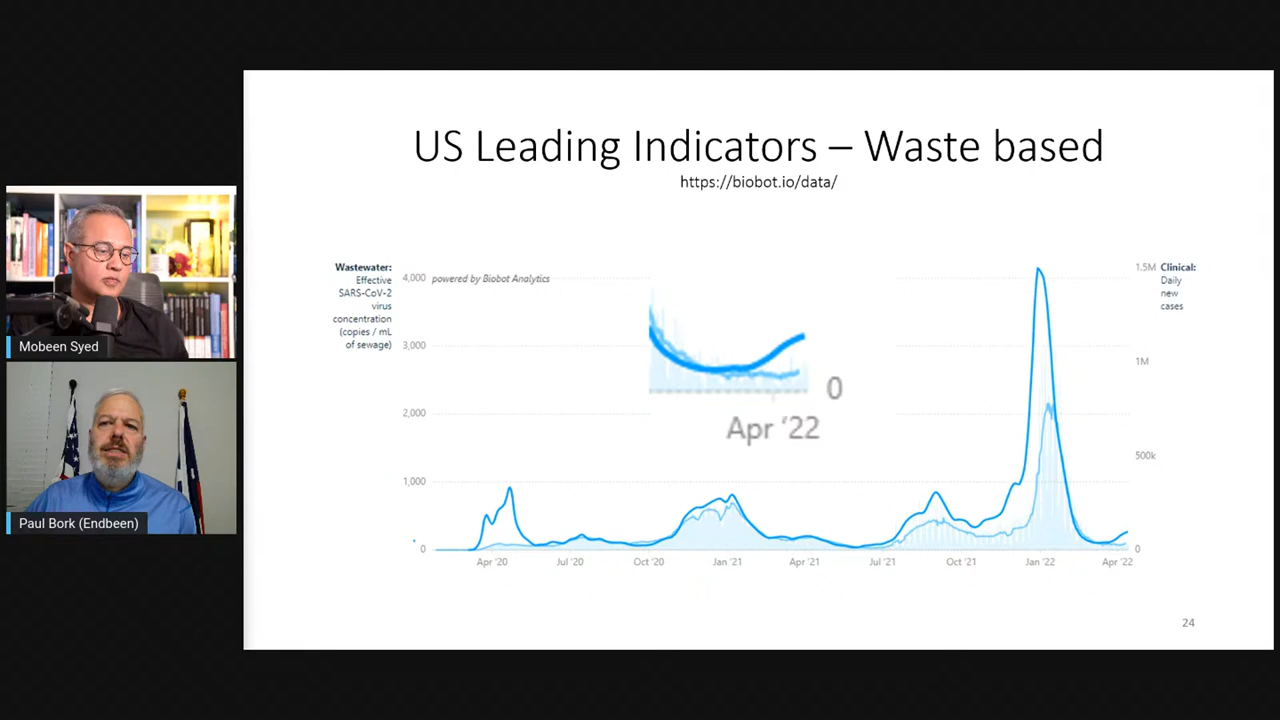 US Leading Indicators – Waste based
https://biobot.io/data/
Wastewater:
Effective
SARS-CoV-2
virus
concentration
(copies / mL
of sewage)
4,000
powered by Biobot Analytics
3,000
2,000
1,000
0
1.5M
Clinical:
Daily
new
cases
1M
500k
0
0
Apr '22
Apr '20
Jul '20
Oct '20
Jan '21
Apr '21
Jul '21
Oct '21
Jan '22
Apr '22
24
Mobeen Syed
Paul Bork (Endbeen)